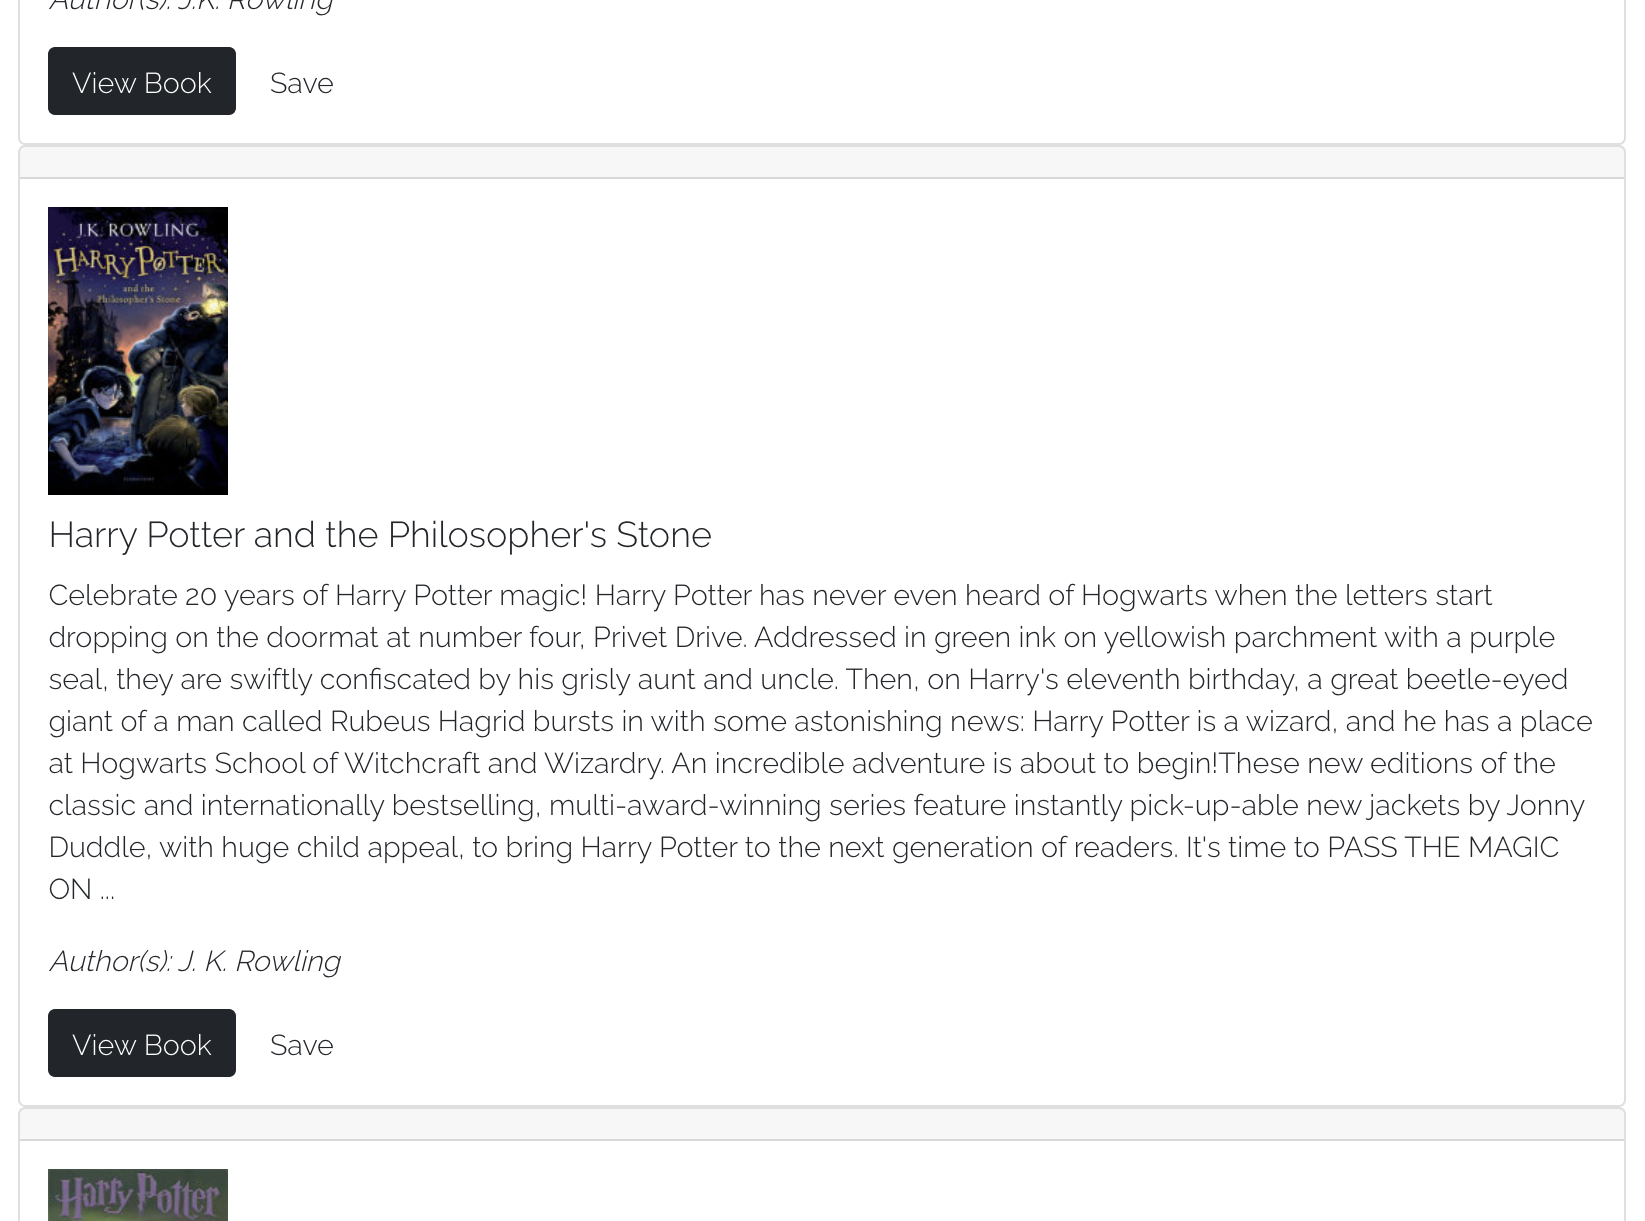 Author(s): J.K. Rowling
View Book Save
J.K. ROWLING
HARRY POTTER
and the
Philosopher's Stone
Harry Potter and the Philosopher's Stone
Celebrate 20 years of Harry Potter magic! Harry Potter has never even heard of Hogwarts when the letters start
dropping on the doormat at number four, Privet Drive. Addressed in green ink on yellowish parchment with a purple
seal, they are swiftly confiscated by his grisly aunt and uncle. Then, on Harry's eleventh birthday, a great beetle-eyed
giant of a man called Rubeus Hagrid bursts in with some astonishing news: Harry Potter is a wizard, and he has a place
at Hogwarts School of Witchcraft and Wizardry. An incredible adventure is about to begin!These new editions of the
classic and internationally bestselling, multi-award-winning series feature instantly pick-up-able new jackets by Jonny
Duddle, with huge child appeal, to bring Harry Potter to the next generation of readers. It's time to PASS THE MAGIC
ON ...
Author(s): J. K. Rowling
View Book Save
Harry Potter